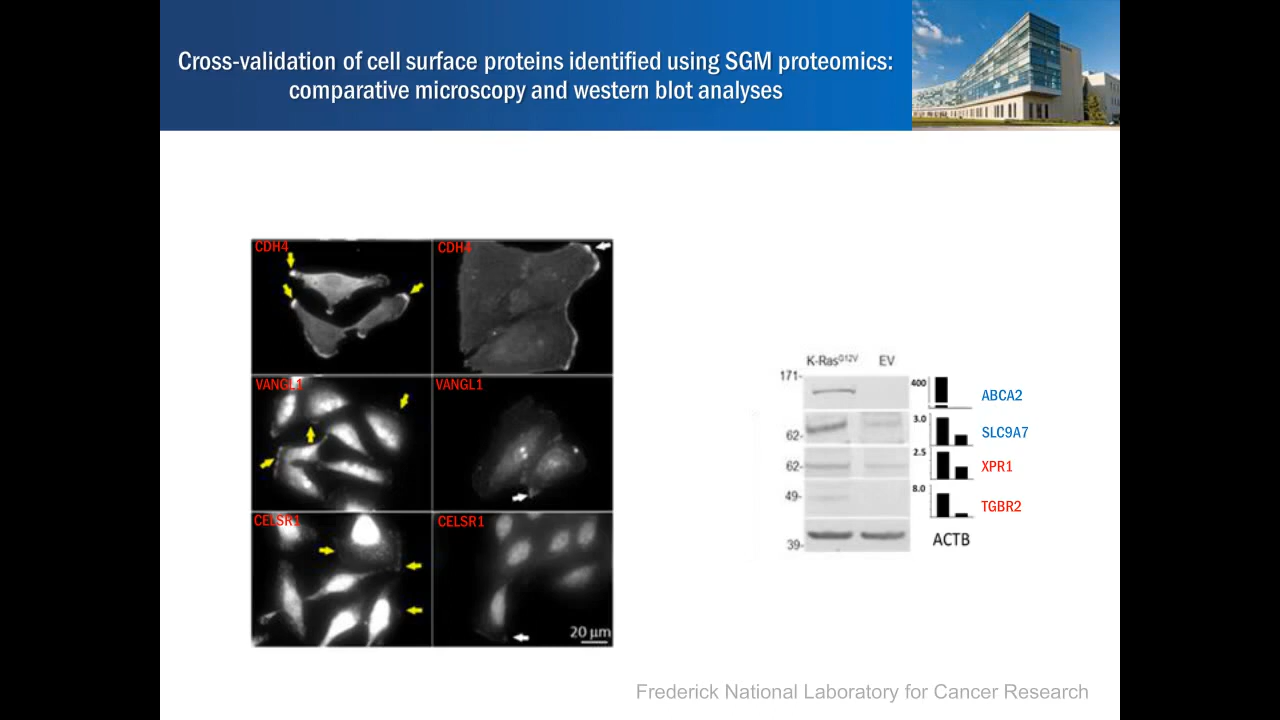 Cross-validation of cell surface proteins identified using SGM proteomics:
comparative microscopy and western blot analyses
CDH4
CDH4
VANGL1
VANGL1
CELSR1
CELSR1
20 µm
K-RasG12V EV
171-
400
ABCA2
3.0
62-
SLC9A7
2.5
62-
XPR1
8.0
49-
TGBR2
39-
ACTB
Frederick National Laboratory for Cancer Research